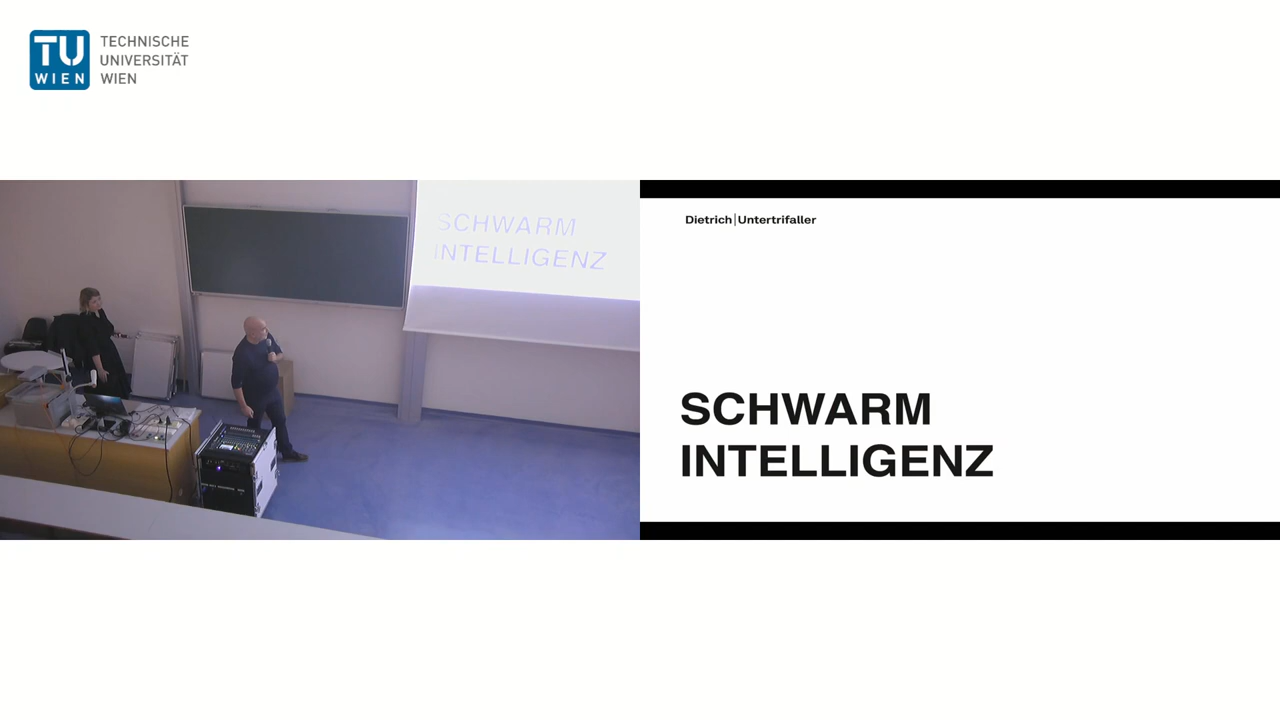 TU
WIEN
TECHNISCHE
UNIVERSITÄT
WIEN
SCHWARM
INTELLIGENZ
Dietrich|Untertrifaller
SCHWARM
INTELLIGENZ